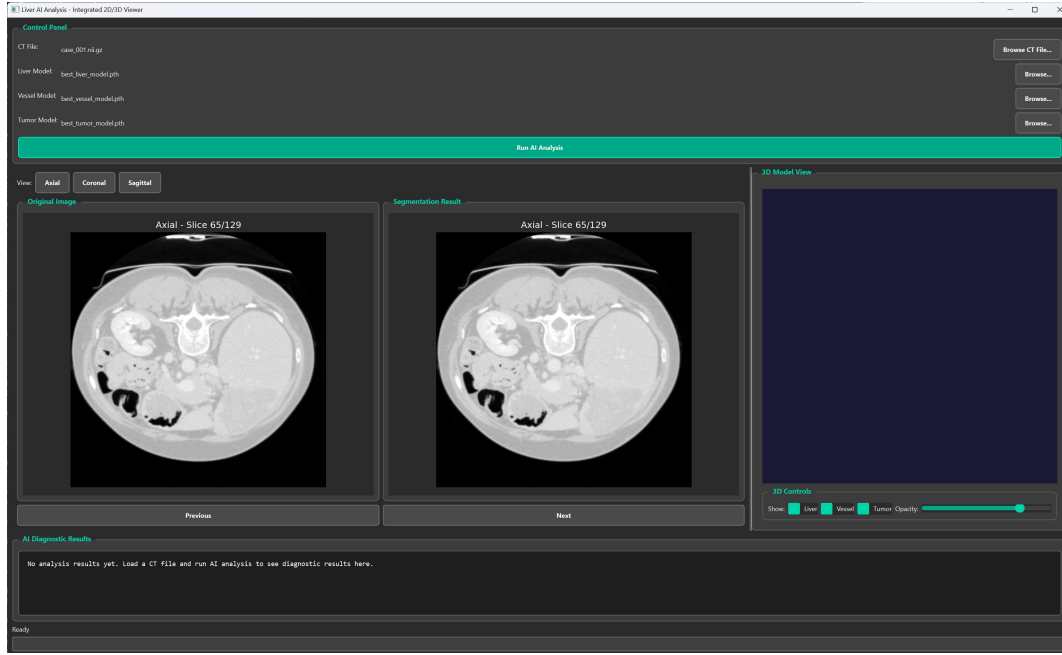 Liver AI Analysis - Integrated 2D/3D Viewer
Control Panel
CT File: case_001.nii.gz Browse CT File...
Liver Model: best_liver_model.pth Browse...
Vessel Model: best_vessel_model.pth Browse...
Tumor Model: best_tumor_model.pth Browse...
Run AI Analysis
View: Axial Coronal Sagittal
Original Image
Axial - Slice 65/129
Segmentation Result
Axial - Slice 65/129
Previous Next
3D Model View
3D Controls
Show: Liver Vessel Tumor Opacity:
AI Diagnostic Results
No analysis results yet. Load a CT file and run AI analysis to see diagnostic results here.
Ready